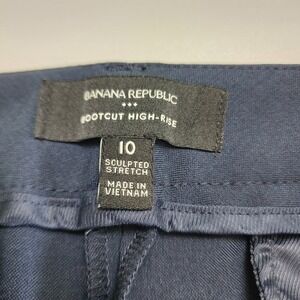 BANANA REPUBLIC
BOOTCUT HIGH-RISE
10
SCULPTED
STRETCH
MADE IN
VIETNAM